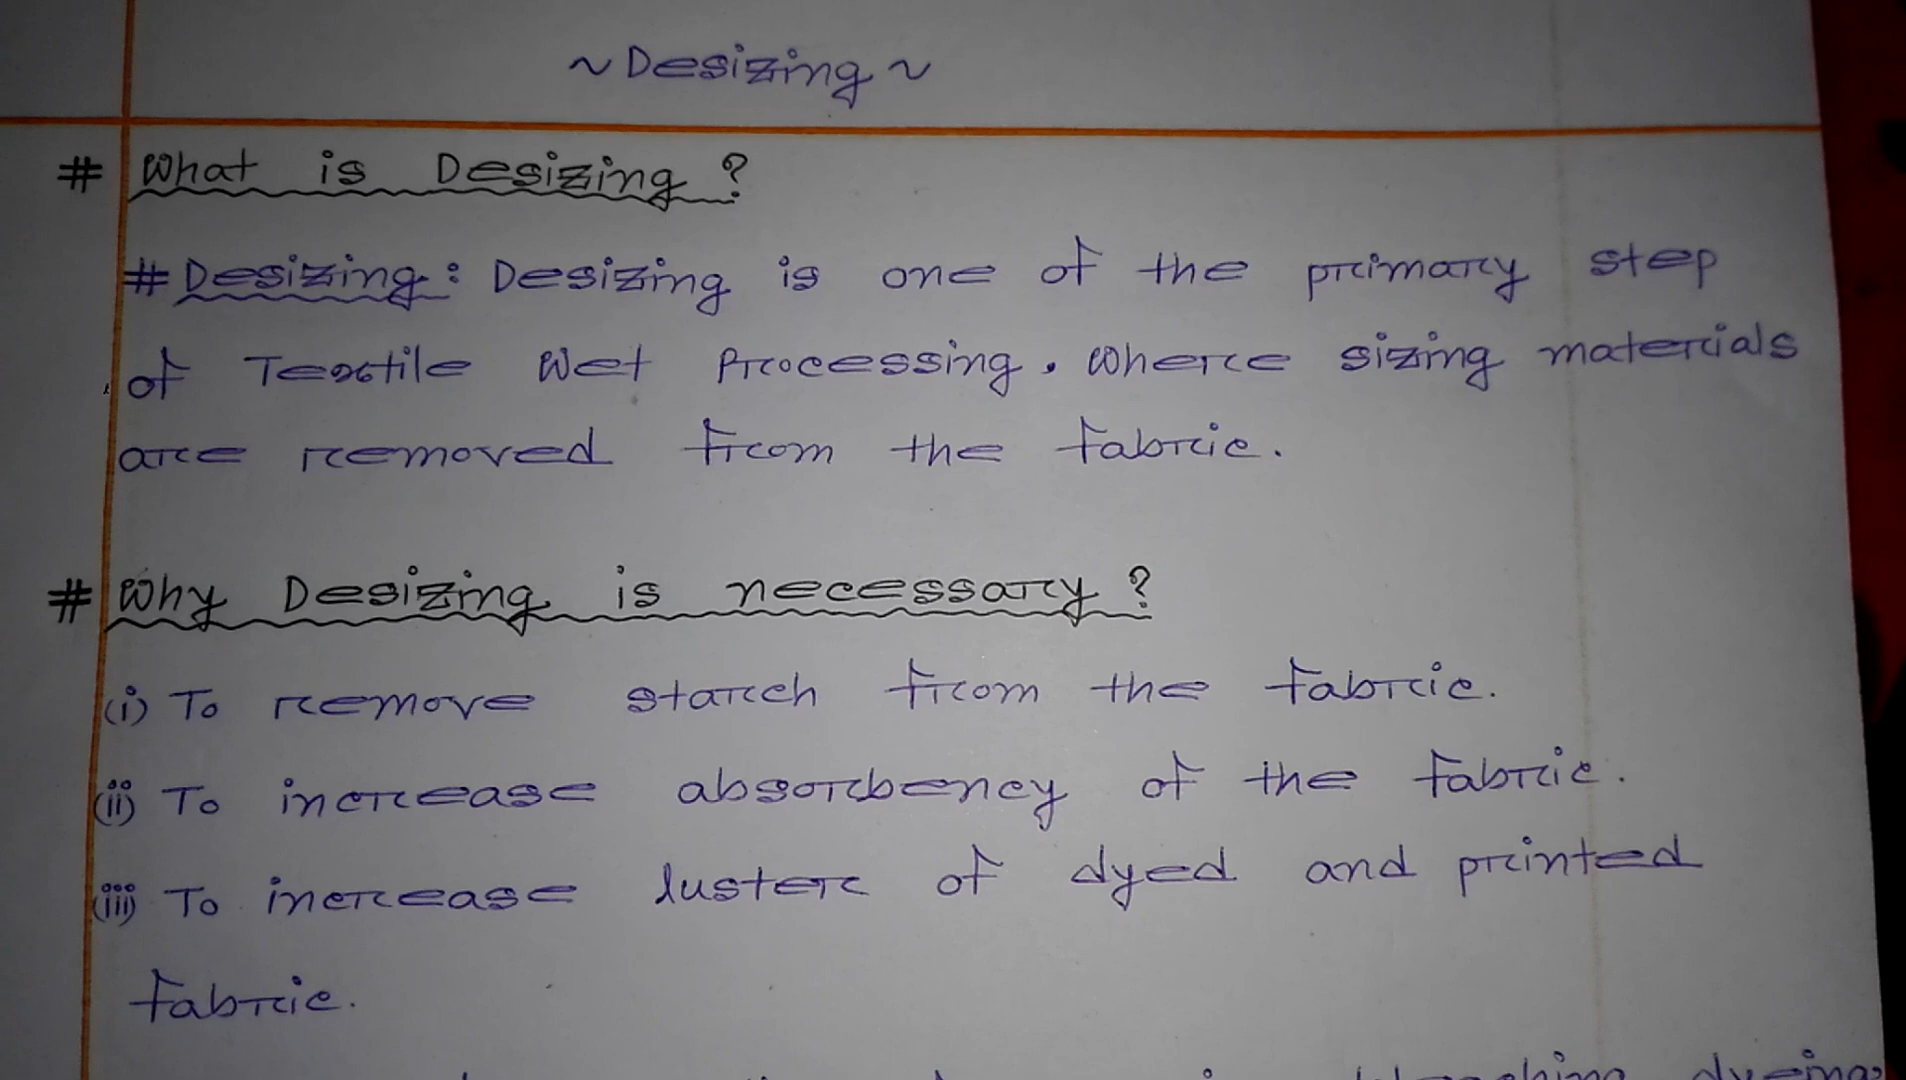 ~ Desizing ~
# What is Desizing ?
# Desizing : Desizing is one of the primary step
of Textile Wet Processing. Where sizing materials
are removed from the fabric.
# Why Desizing is necessary ?
(i) To remove starch from the fabric.
(ii) To increase absorbency of the fabric.
(iii) To increase luster of dyed and printed
fabric.
bleaching dyeing,